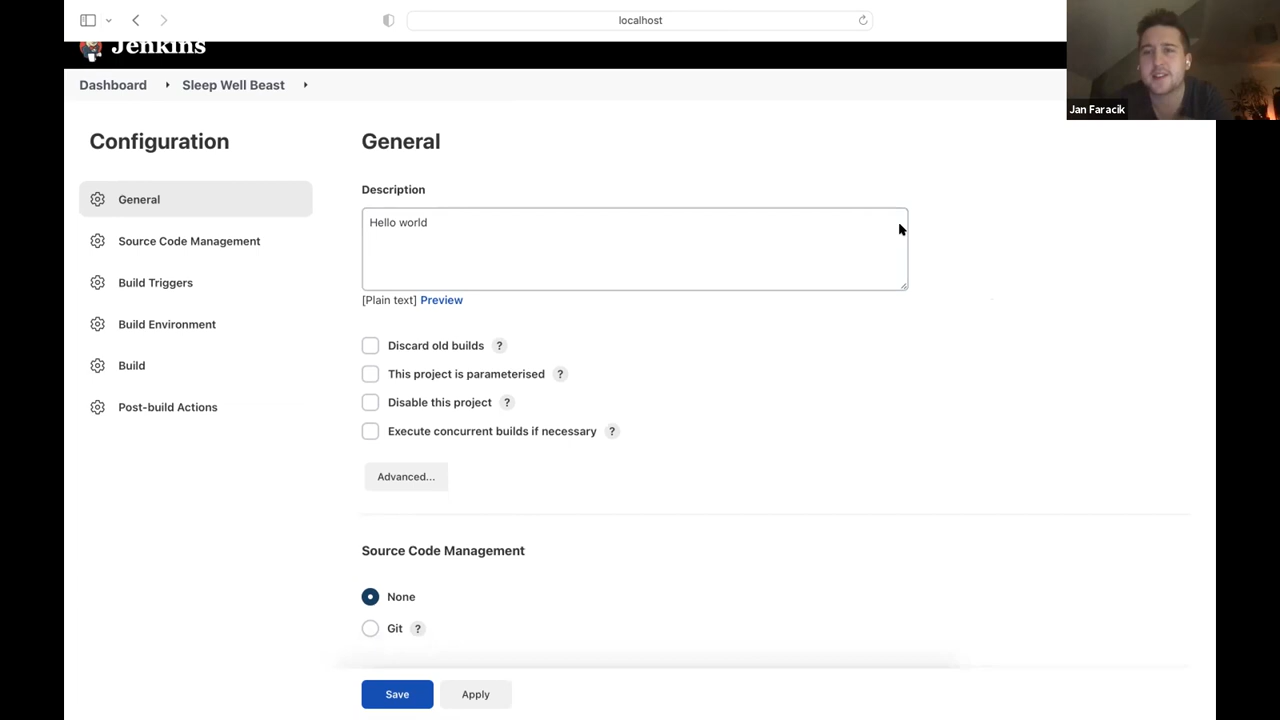 localhost
Jenkins
Jan Faracik
Dashboard
Sleep Well Beast
Configuration
General
Source Code Management
Build Triggers
Build Environment
Build
Post-build Actions
General
Description
Hello world
[Plain text] Preview
Discard old builds ?
This project is parameterised ?
Disable this project ?
Execute concurrent builds if necessary ?
Advanced...
Source Code Management
None
Git ?
Save
Apply